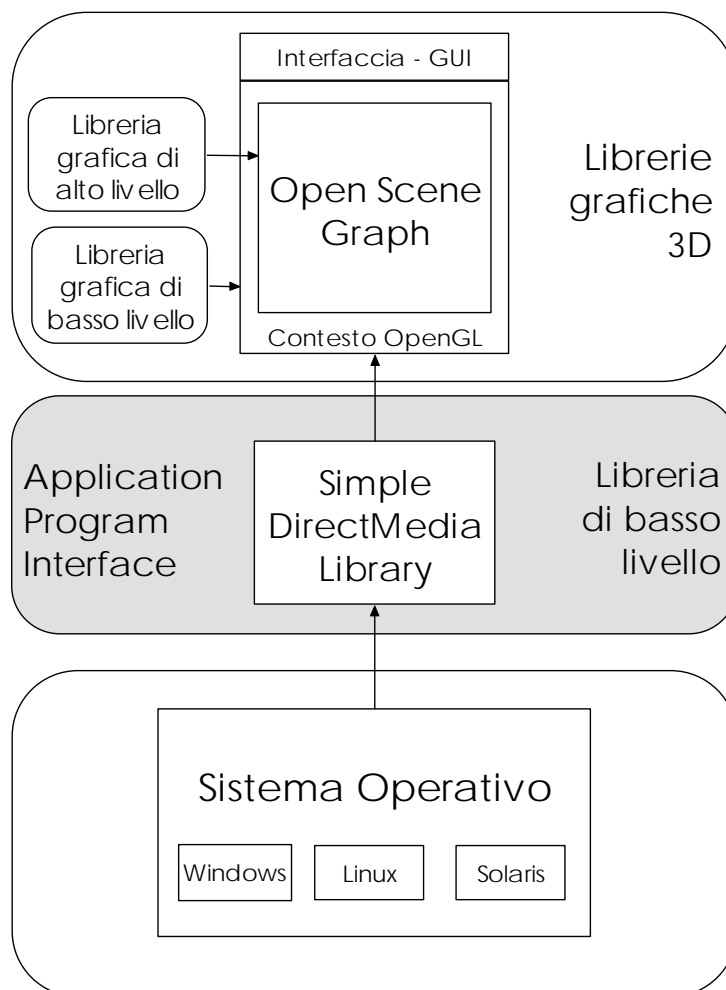 Interfaccia - GUI
Libreria
grafica di
alto livello
Open Scene
Graph
Librerie
grafiche
3D
Libreria
grafica di
basso livello
Contesto OpenGL
Application
Program
Interface
Simple
DirectMedia
Library
Libreria
di basso
livello
Sistema Operativo
Windows
Linux
Solaris